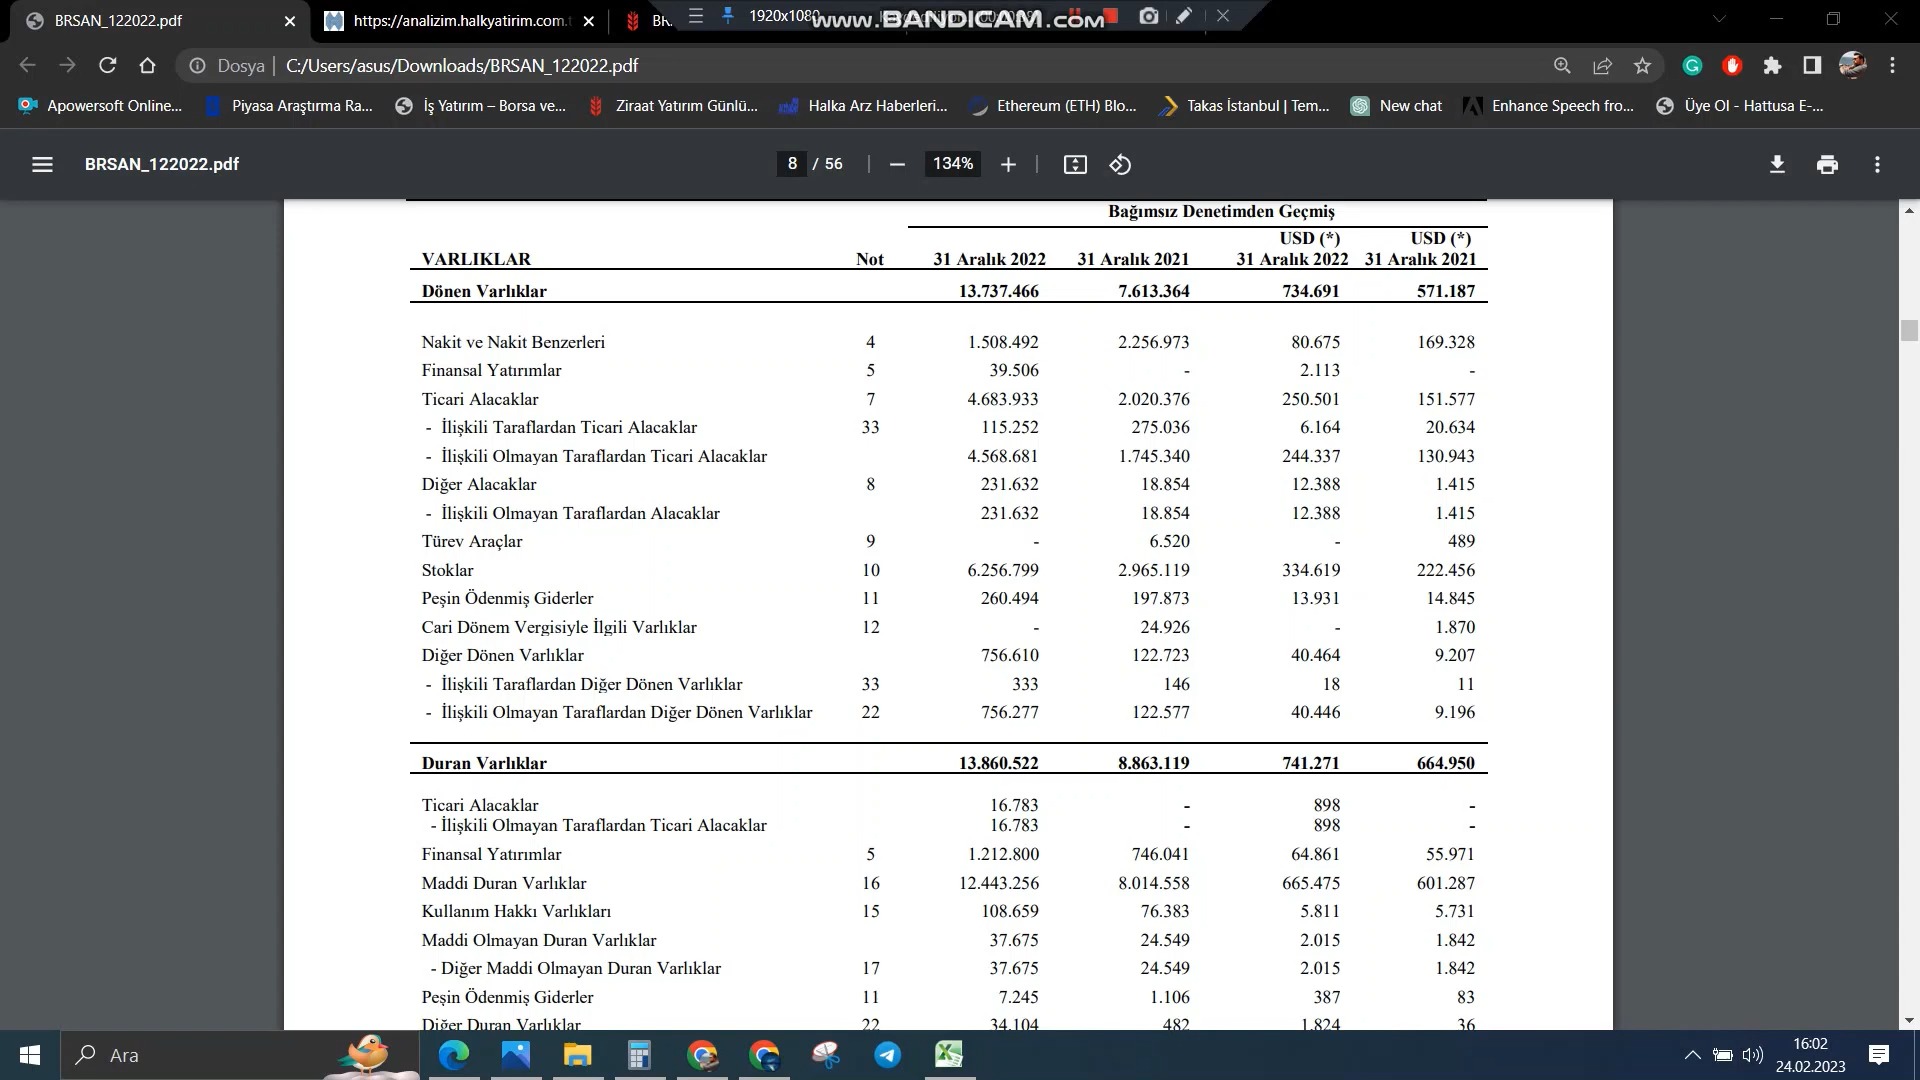 BRSAN_122022.pdf
https://analizim.halkyatirim.com.t
BR
1920x1080
www.BANDICAM.com
Dosya | C:/Users/asus/Downloads/BRSAN_122022.pdf
Apowersoft Online... Piyasa Araştırma Ra... İş Yatırım – Borsa ve... Ziraat Yatırım Günlü... Halka Arz Haberleri... Ethereum (ETH) Blo... Takas İstanbul | Tem... New chat Enhance Speech fro... Üye Ol - Hattusa E-...
BRSAN_122022.pdf 8 / 56 134%
Bağımsız Denetimden Geçmiş
USD (*) USD (*)
VARLIKLAR Not 31 Aralık 2022 31 Aralık 2021 31 Aralık 2022 31 Aralık 2021
Dönen Varlıklar 13.737.466 7.613.364 734.691 571.187
Nakit ve Nakit Benzerleri 4 1.508.492 2.256.973 80.675 169.328
Finansal Yatırımlar 5 39.506 - 2.113 -
Ticari Alacaklar 7 4.683.933 2.020.376 250.501 151.577
- İlişkili Taraflardan Ticari Alacaklar 33 115.252 275.036 6.164 20.634
- İlişkili Olmayan Taraflardan Ticari Alacaklar 4.568.681 1.745.340 244.337 130.943
Diğer Alacaklar 8 231.632 18.854 12.388 1.415
- İlişkili Olmayan Taraflardan Alacaklar 231.632 18.854 12.388 1.415
Türev Araçlar 9 - 6.520 - 489
Stoklar 10 6.256.799 2.965.119 334.619 222.456
Peşin Ödenmiş Giderler 11 260.494 197.873 13.931 14.845
Cari Dönem Vergisiyle İlgili Varlıklar 12 - 24.926 - 1.870
Diğer Dönen Varlıklar 756.610 122.723 40.464 9.207
- İlişkili Taraflardan Diğer Dönen Varlıklar 33 333 146 18 11
- İlişkili Olmayan Taraflardan Diğer Dönen Varlıklar 22 756.277 122.577 40.446 9.196
Duran Varlıklar 13.860.522 8.863.119 741.271 664.950
Ticari Alacaklar 16.783 - 898 -
- İlişkili Olmayan Taraflardan Ticari Alacaklar 16.783 - 898 -
Finansal Yatırımlar 5 1.212.800 746.041 64.861 55.971
Maddi Duran Varlıklar 16 12.443.256 8.014.558 665.475 601.287
Kullanım Hakkı Varlıkları 15 108.659 76.383 5.811 5.731
Maddi Olmayan Duran Varlıklar 37.675 24.549 2.015 1.842
- Diğer Maddi Olmayan Duran Varlıklar 17 37.675 24.549 2.015 1.842
Peşin Ödenmiş Giderler 11 7.245 1.106 387 83
Diğer Duran Varlıklar 22 34.104 482 1.824 36
Ara
16:02
24.02.2023